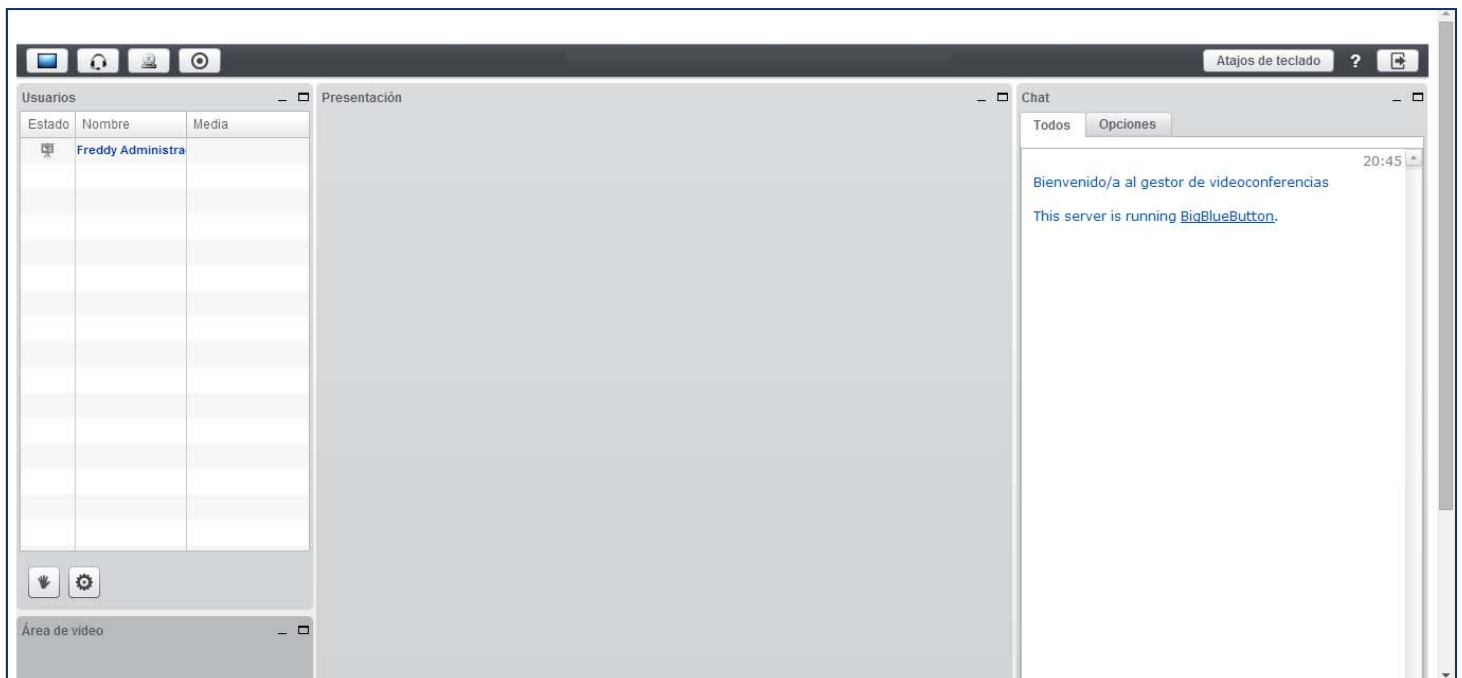 Atajos de teclado ?
Usuarios
Estado Nombre Media
Freddy Administra
Área de video
Presentación
Chat
Todos Opciones
20:45
Bienvenido/a al gestor de videoconferencias
This server is running BigBlueButton.